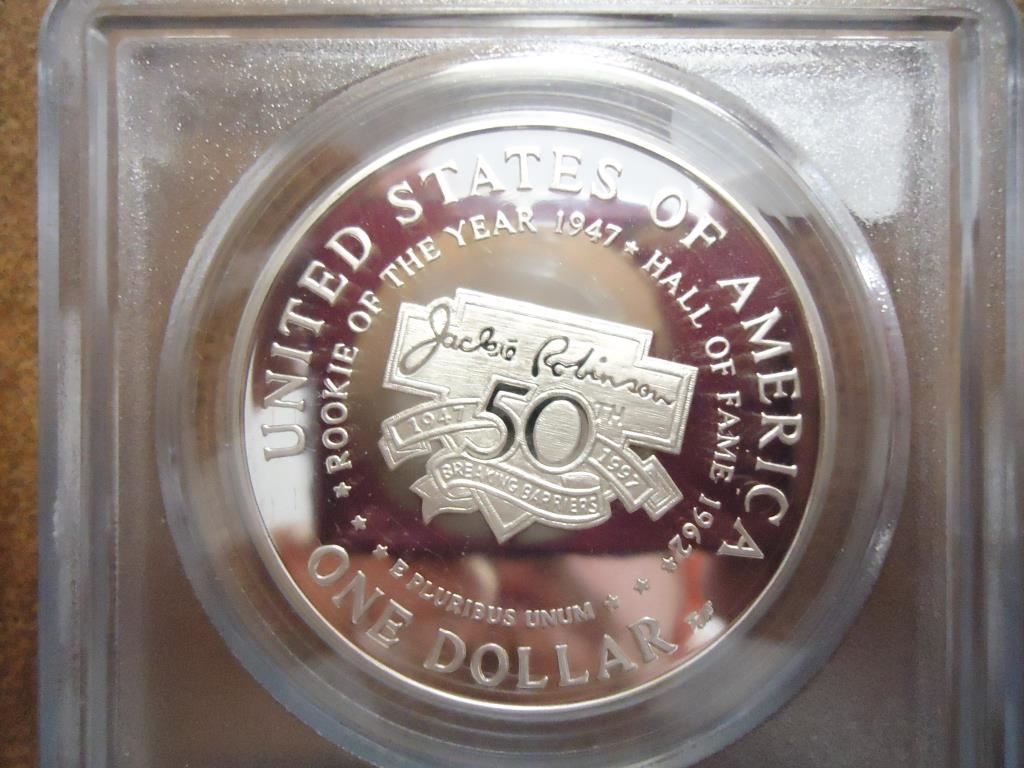 UNITED STATES OF AMERICA
★ ROOKIE OF THE YEAR 1947 ★ HALL OF FAME 1962 ★
Jackie Robinson
50TH
1947 1997
BREAKING BARRIERS
E PLURIBUS UNUM
ONE DOLLAR